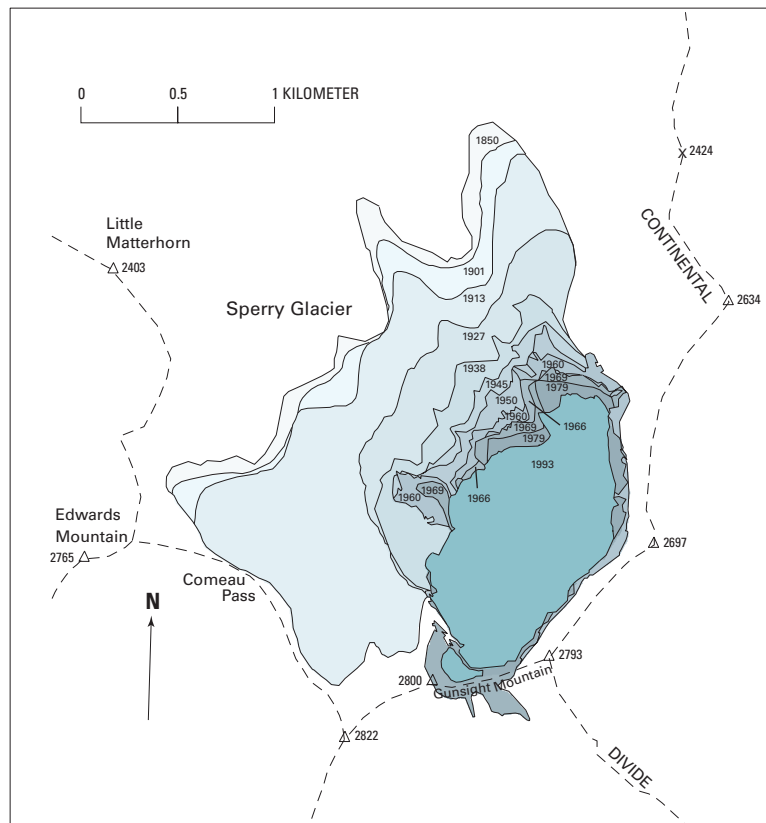 0
0.5
1 KILOMETER
1850
2424
CONTINENTAL
Little
Matterhorn
2403
1901
1913
Sperry Glacier
2634
1927
1938
1945
1950
1960
1969
1979
1960
1969
1979
1966
1993
1960
1969
1966
Edwards
Mountain
2765
Comeau
Pass
2697
N
2793
2800
Gunsight Mountain
2822
DIVIDE